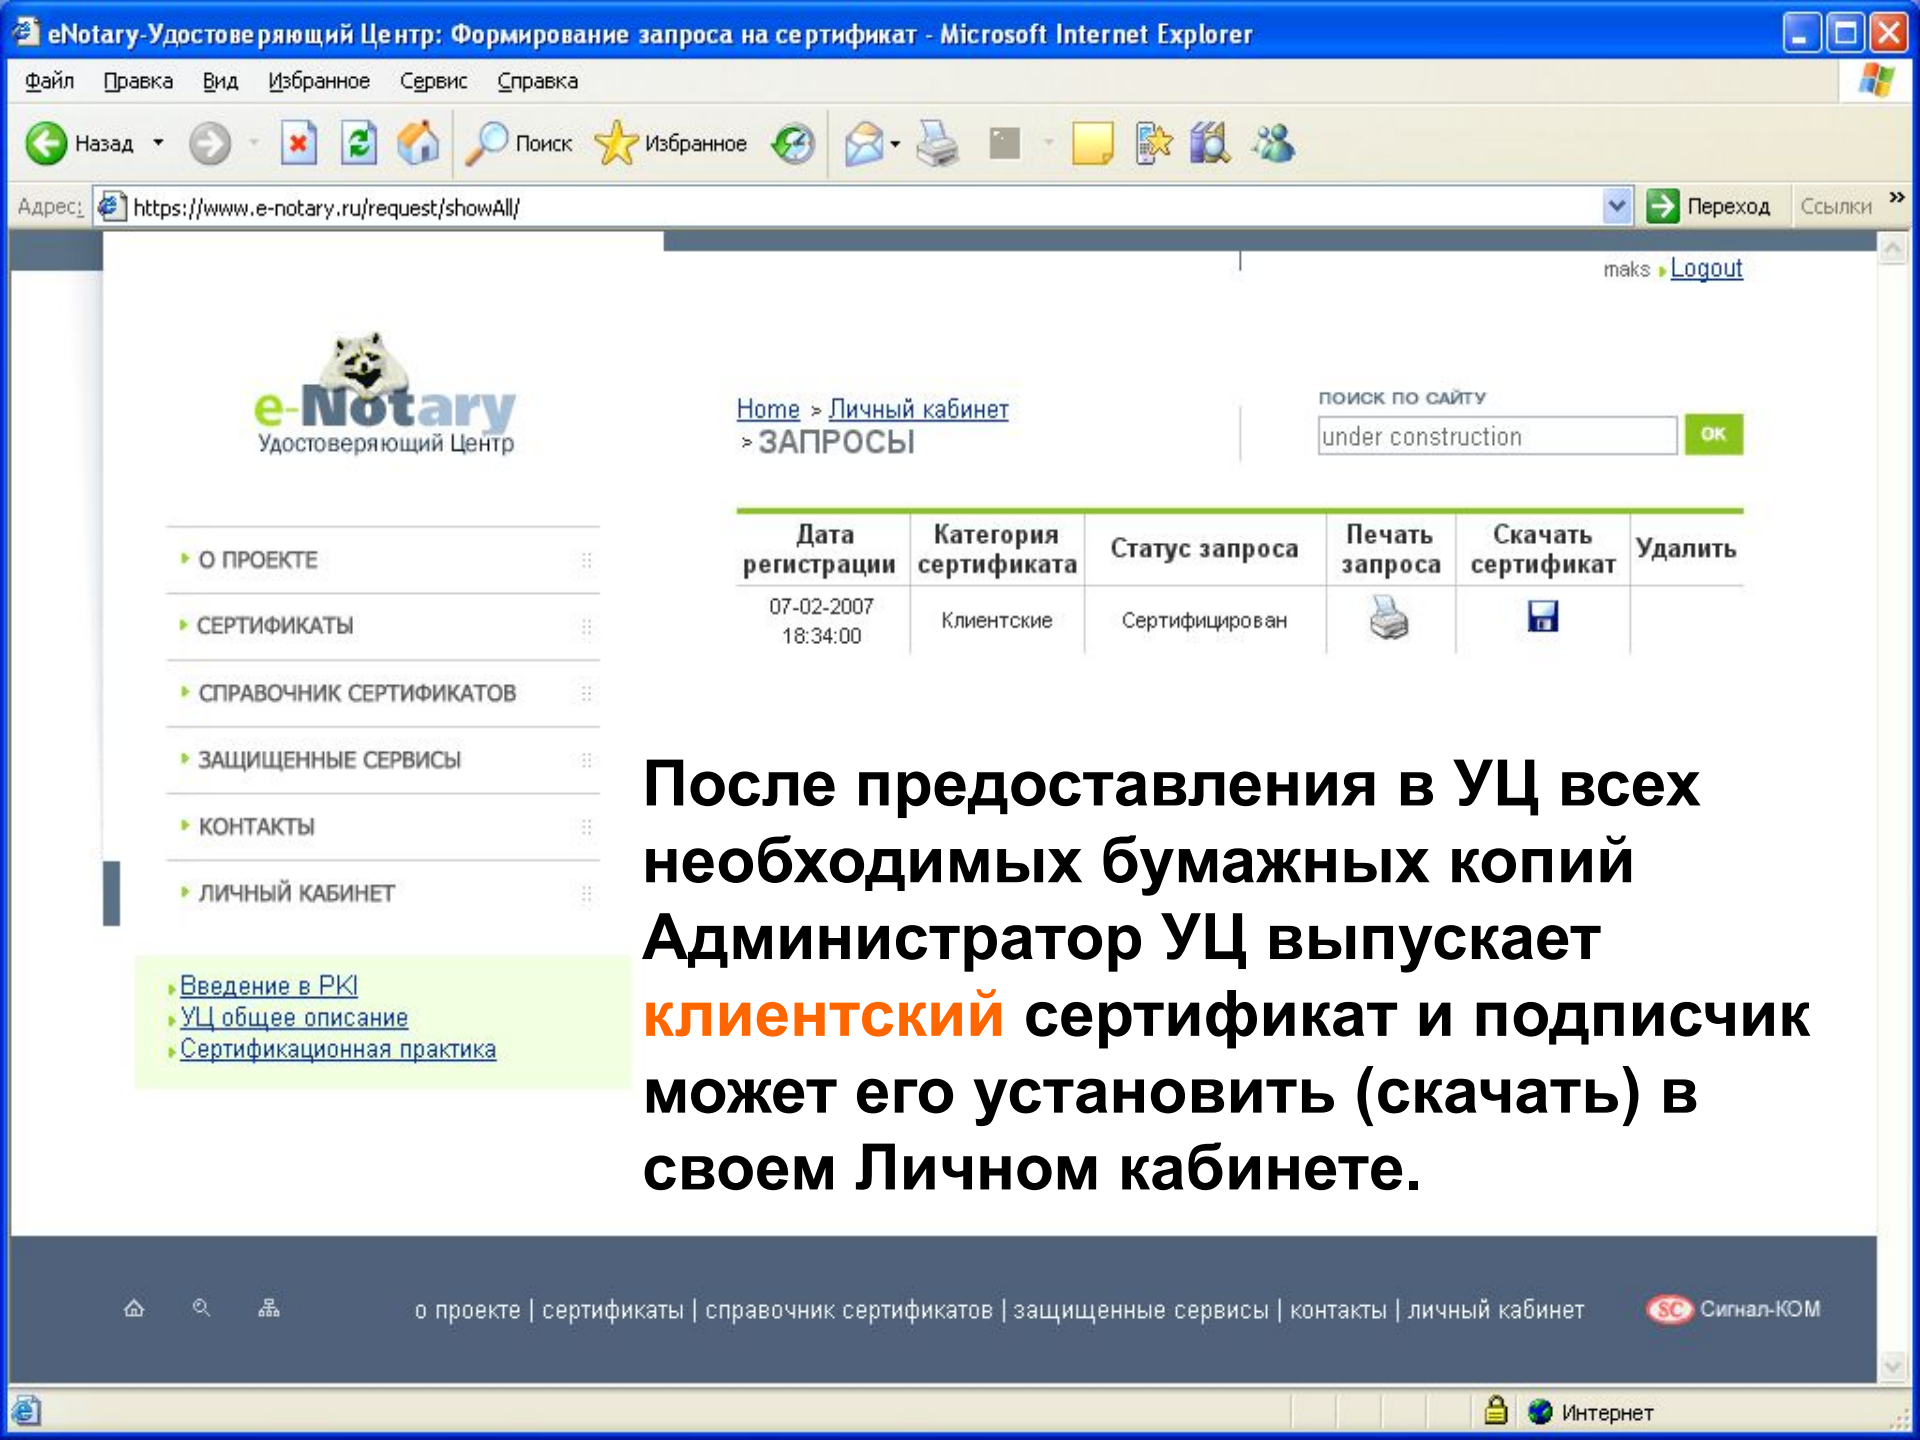 eNotary-Удостоверяющий Центр: Формирование запроса на сертификат - Microsoft Internet Explorer
Файл Правка Вид Избранное Сервис Справка
Назад Поиск Избранное
Адрес: https://www.e-notary.ru/request/showAll/ Переход Ссылки »
maks Logout
e-Notary
Удостоверяющий Центр
Home > Личный кабинет
> ЗАПРОСЫ
ПОИСК ПО САЙТУ
under construction OK
О ПРОЕКТЕ
СЕРТИФИКАТЫ
СПРАВОЧНИК СЕРТИФИКАТОВ
ЗАЩИЩЕННЫЕ СЕРВИСЫ
КОНТАКТЫ
ЛИЧНЫЙ КАБИНЕТ
Введение в PKI
УЦ общее описание
Сертификационная практика
Дата регистрации Категория сертификата Статус запроса Печать запроса Скачать сертификат Удалить
07-02-2007 18:34:00 Клиентские Сертифицирован
После предоставления в УЦ всех
необходимых бумажных копий
Администратор УЦ выпускает
клиентский сертификат и подписчик
может его установить (скачать) в
своем Личном кабинете.
о проекте | сертификаты | справочник сертификатов | защищенные сервисы | контакты | личный кабинет
SC Сигнал-КОМ
Интернет